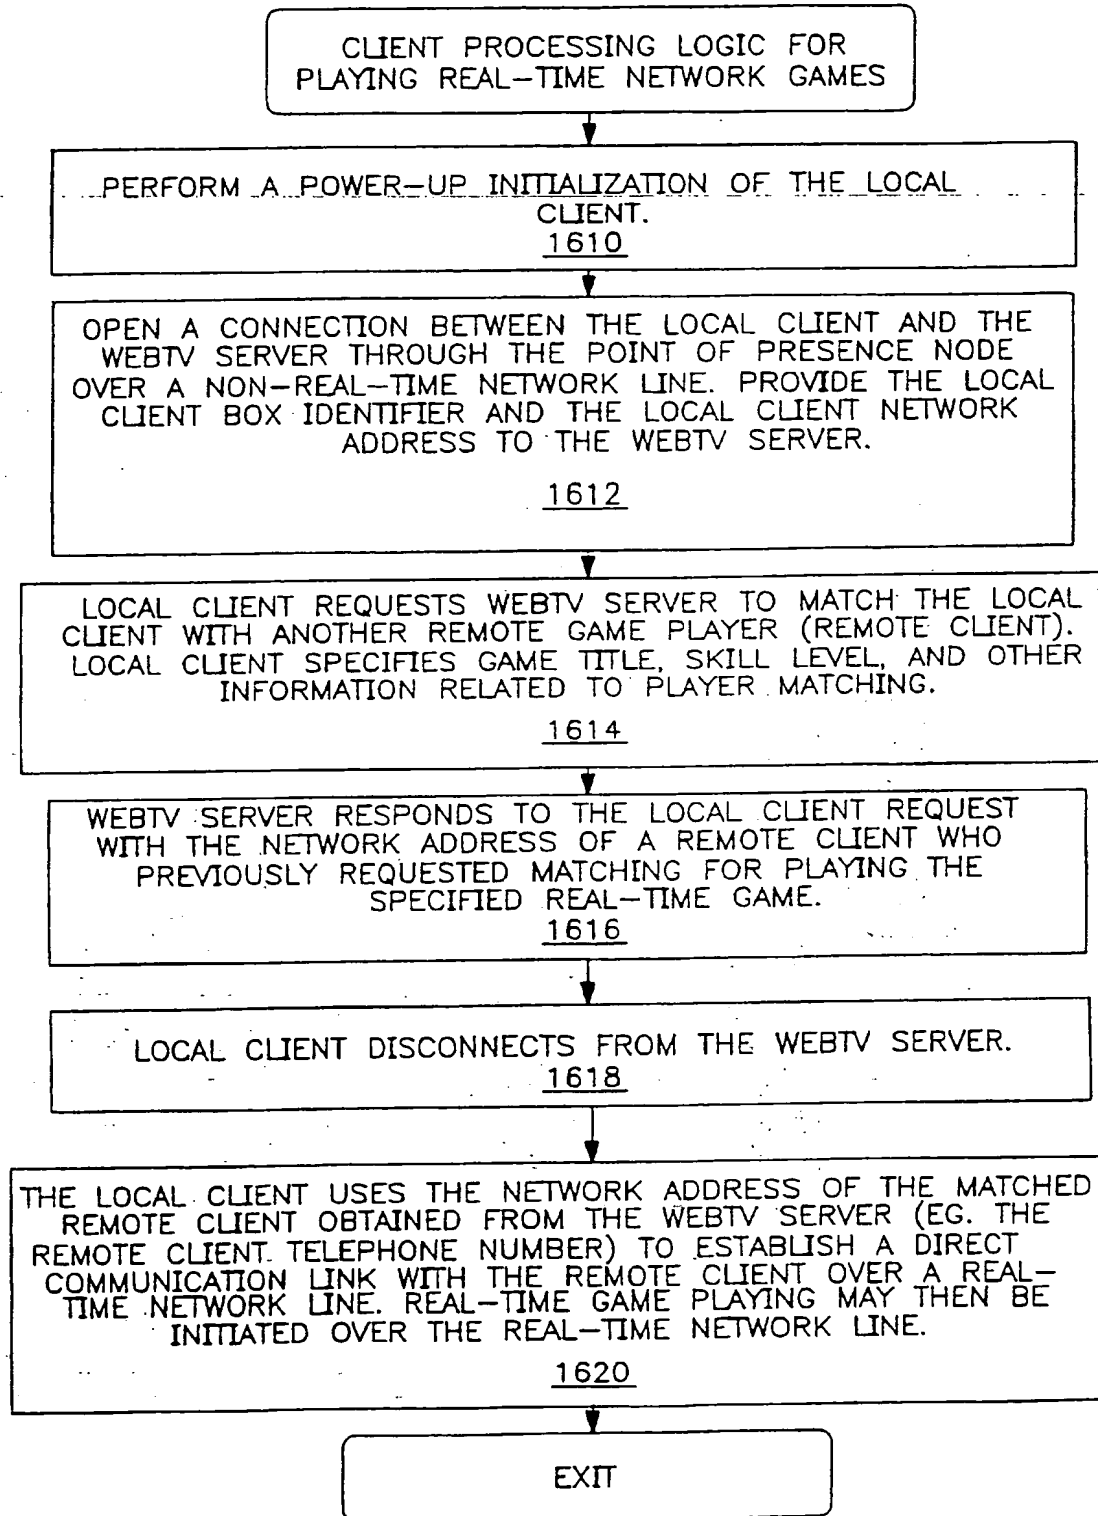 CLIENT PROCESSING LOGIC FOR
PLAYING REAL-TIME NETWORK GAMES
PERFORM A POWER-UP INITIALIZATION OF THE LOCAL
CLIENT.
1610
OPEN A CONNECTION BETWEEN THE LOCAL CLIENT AND THE
WEBTV SERVER THROUGH THE POINT OF PRESENCE NODE
OVER A NON-REAL-TIME NETWORK LINE. PROVIDE THE LOCAL
CLIENT BOX IDENTIFIER AND THE LOCAL CLIENT NETWORK
ADDRESS TO THE WEBTV SERVER.
1612
LOCAL CLIENT REQUESTS WEBTV SERVER TO MATCH THE LOCAL
CLIENT WITH ANOTHER REMOTE GAME PLAYER (REMOTE CLIENT).
LOCAL CLIENT SPECIFIES GAME TITLE, SKILL LEVEL, AND OTHER
INFORMATION RELATED TO PLAYER MATCHING.
1614
WEBTV SERVER RESPONDS TO THE LOCAL CLIENT REQUEST
WITH THE NETWORK ADDRESS OF A REMOTE CLIENT WHO
PREVIOUSLY REQUESTED MATCHING FOR PLAYING THE
SPECIFIED REAL-TIME GAME.
1616
LOCAL CLIENT DISCONNECTS FROM THE WEBTV SERVER.
1618
THE LOCAL CLIENT USES THE NETWORK ADDRESS OF THE MATCHED
REMOTE CLIENT OBTAINED FROM THE WEBTV SERVER (EG. THE
REMOTE CLIENT TELEPHONE NUMBER) TO ESTABLISH A DIRECT
COMMUNICATION LINK WITH THE REMOTE CLIENT OVER A REAL-
TIME NETWORK LINE. REAL-TIME GAME PLAYING MAY THEN BE
INITIATED OVER THE REAL-TIME NETWORK LINE.
1620
EXIT